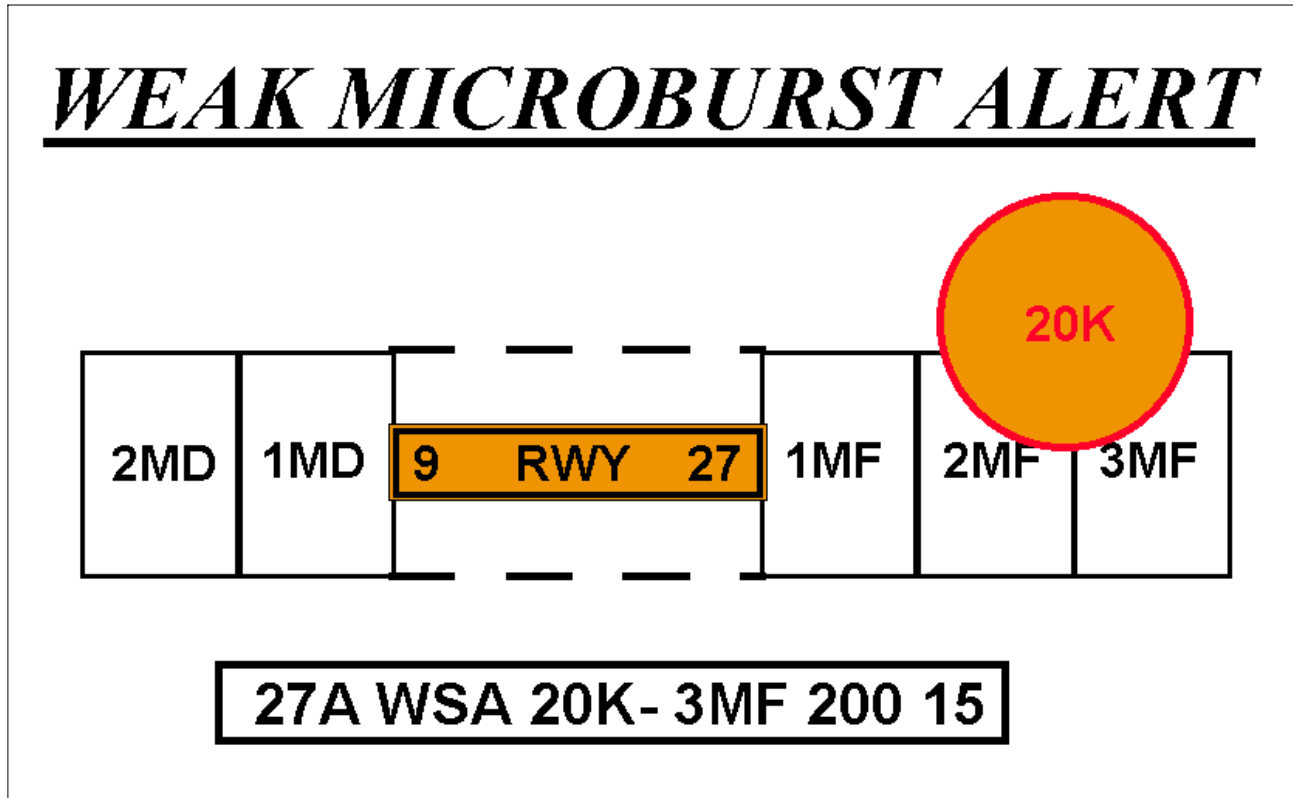 WEAK MICROBURST ALERT
20K
2MD 1MD 9 RWY 27 1MF 2MF 3MF
27A WSA 20K- 3MF 200 15